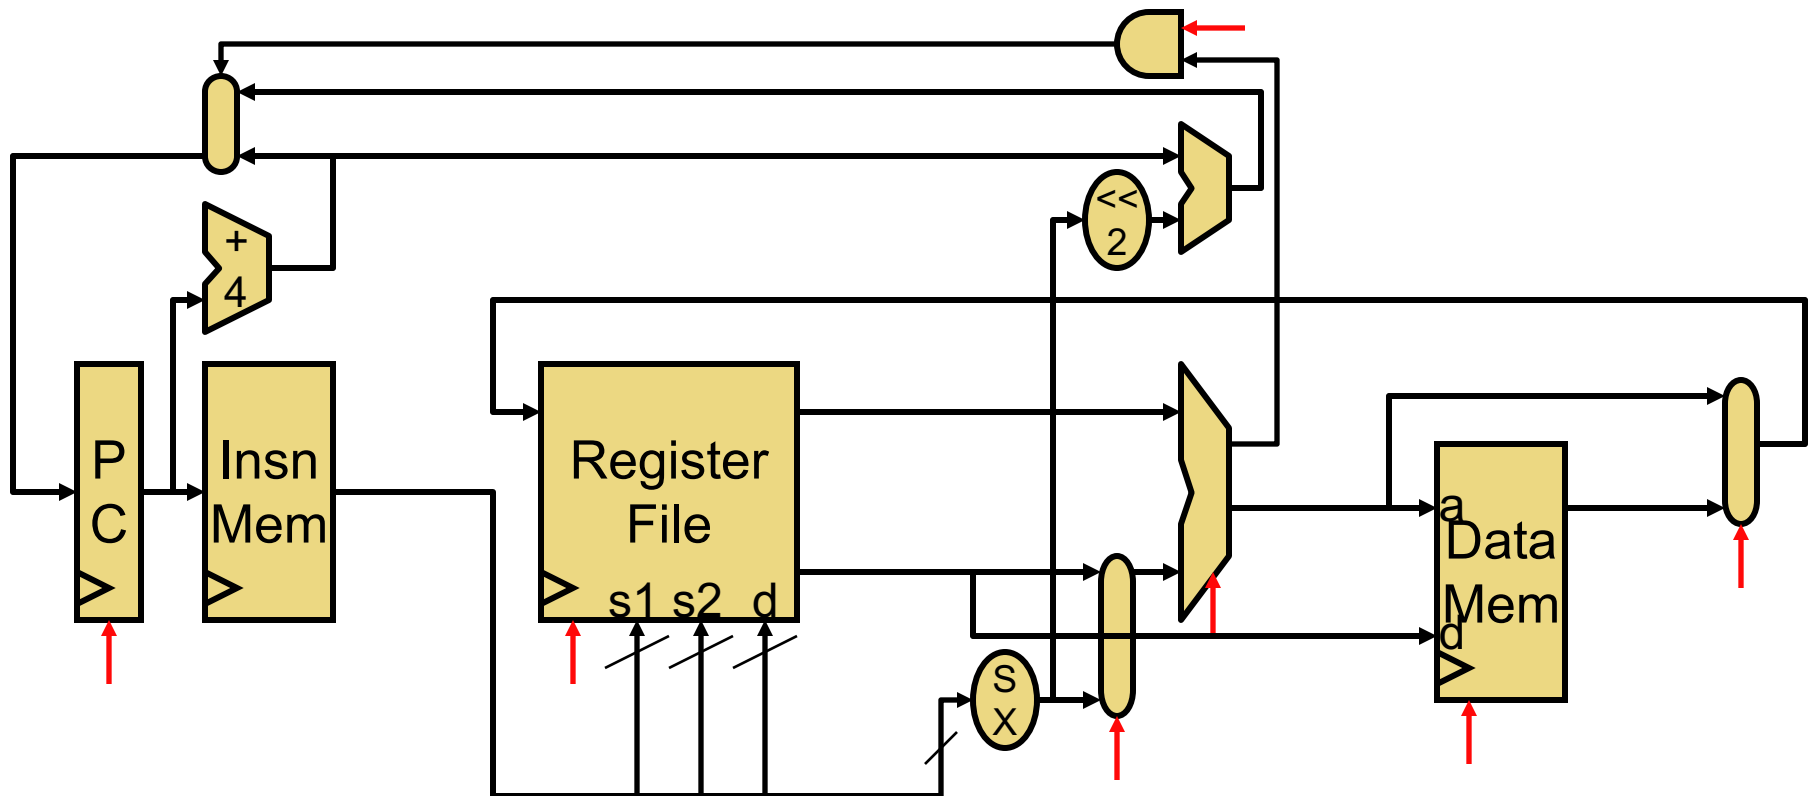 <<
2
+
4
P
C
Insn
Mem
Register
File
s1 s2 d
a
Data
Mem
d
S
X